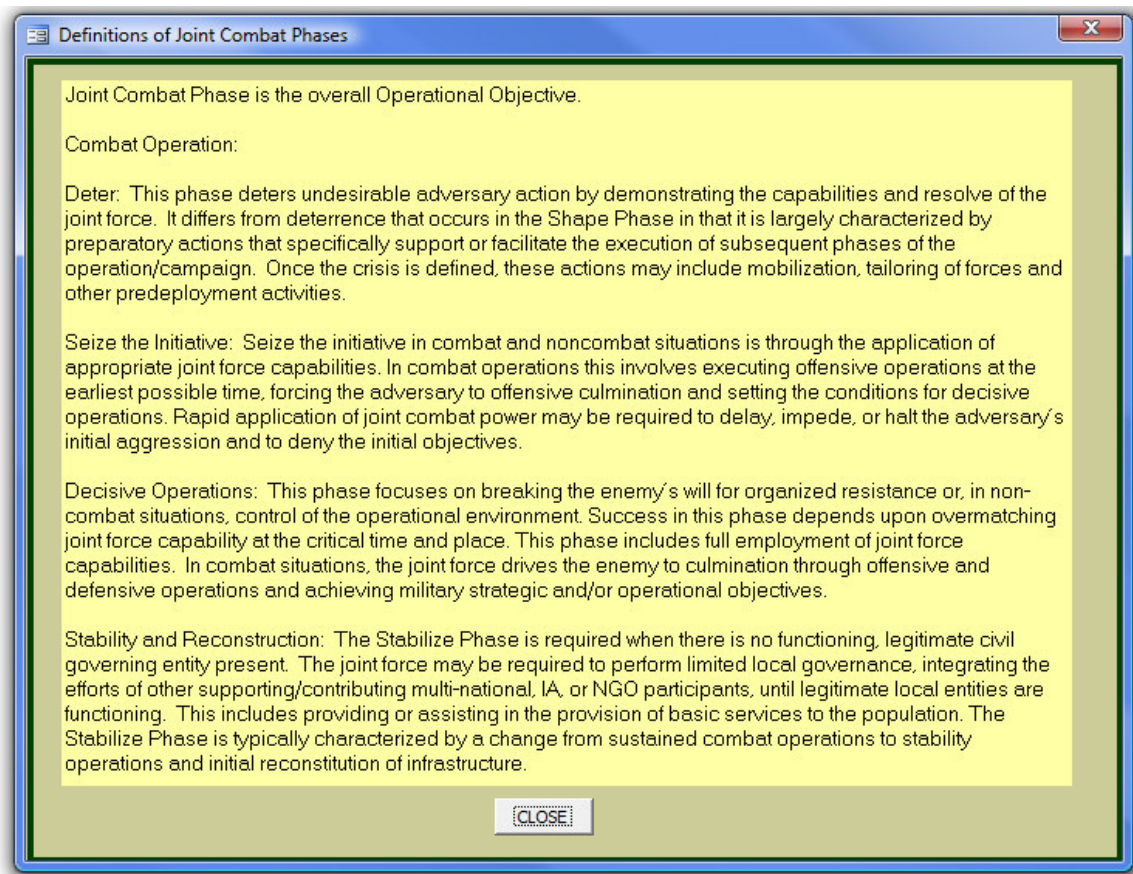 Definitions of Joint Combat Phases
Joint Combat Phase is the overall Operational Objective.
Combat Operation:
Deter:  This phase deters undesirable adversary action by demonstrating the capabilities and resolve of the
joint force.  It differs from deterrence that occurs in the Shape Phase in that it is largely characterized by
preparatory actions that specifically support or facilitate the execution of subsequent phases of the
operation/campaign.  Once the crisis is defined, these actions may include mobilization, tailoring of forces and
other predeployment activities.
Seize the Initiative:  Seize the initiative in combat and noncombat situations is through the application of
appropriate joint force capabilities. In combat operations this involves executing offensive operations at the
earliest possible time, forcing the adversary to offensive culmination and setting the conditions for decisive
operations. Rapid application of joint combat power may be required to delay, impede, or halt the adversary's
initial aggression and to deny the initial objectives.
Decisive Operations:  This phase focuses on breaking the enemy's will for organized resistance or, in non-
combat situations, control of the operational environment. Success in this phase depends upon overmatching
joint force capability at the critical time and place. This phase includes full employment of joint force
capabilities.  In combat situations, the joint force drives the enemy to culmination through offensive and
defensive operations and achieving military strategic and/or operational objectives.
Stability and Reconstruction:  The Stabilize Phase is required when there is no functioning, legitimate civil
governing entity present.  The joint force may be required to perform limited local governance, integrating the
efforts of other supporting/contributing multi-national, IA, or NGO participants, until legitimate local entities are
functioning.  This includes providing or assisting in the provision of basic services to the population. The
Stabilize Phase is typically characterized by a change from sustained combat operations to stability
operations and initial reconstitution of infrastructure.
CLOSE